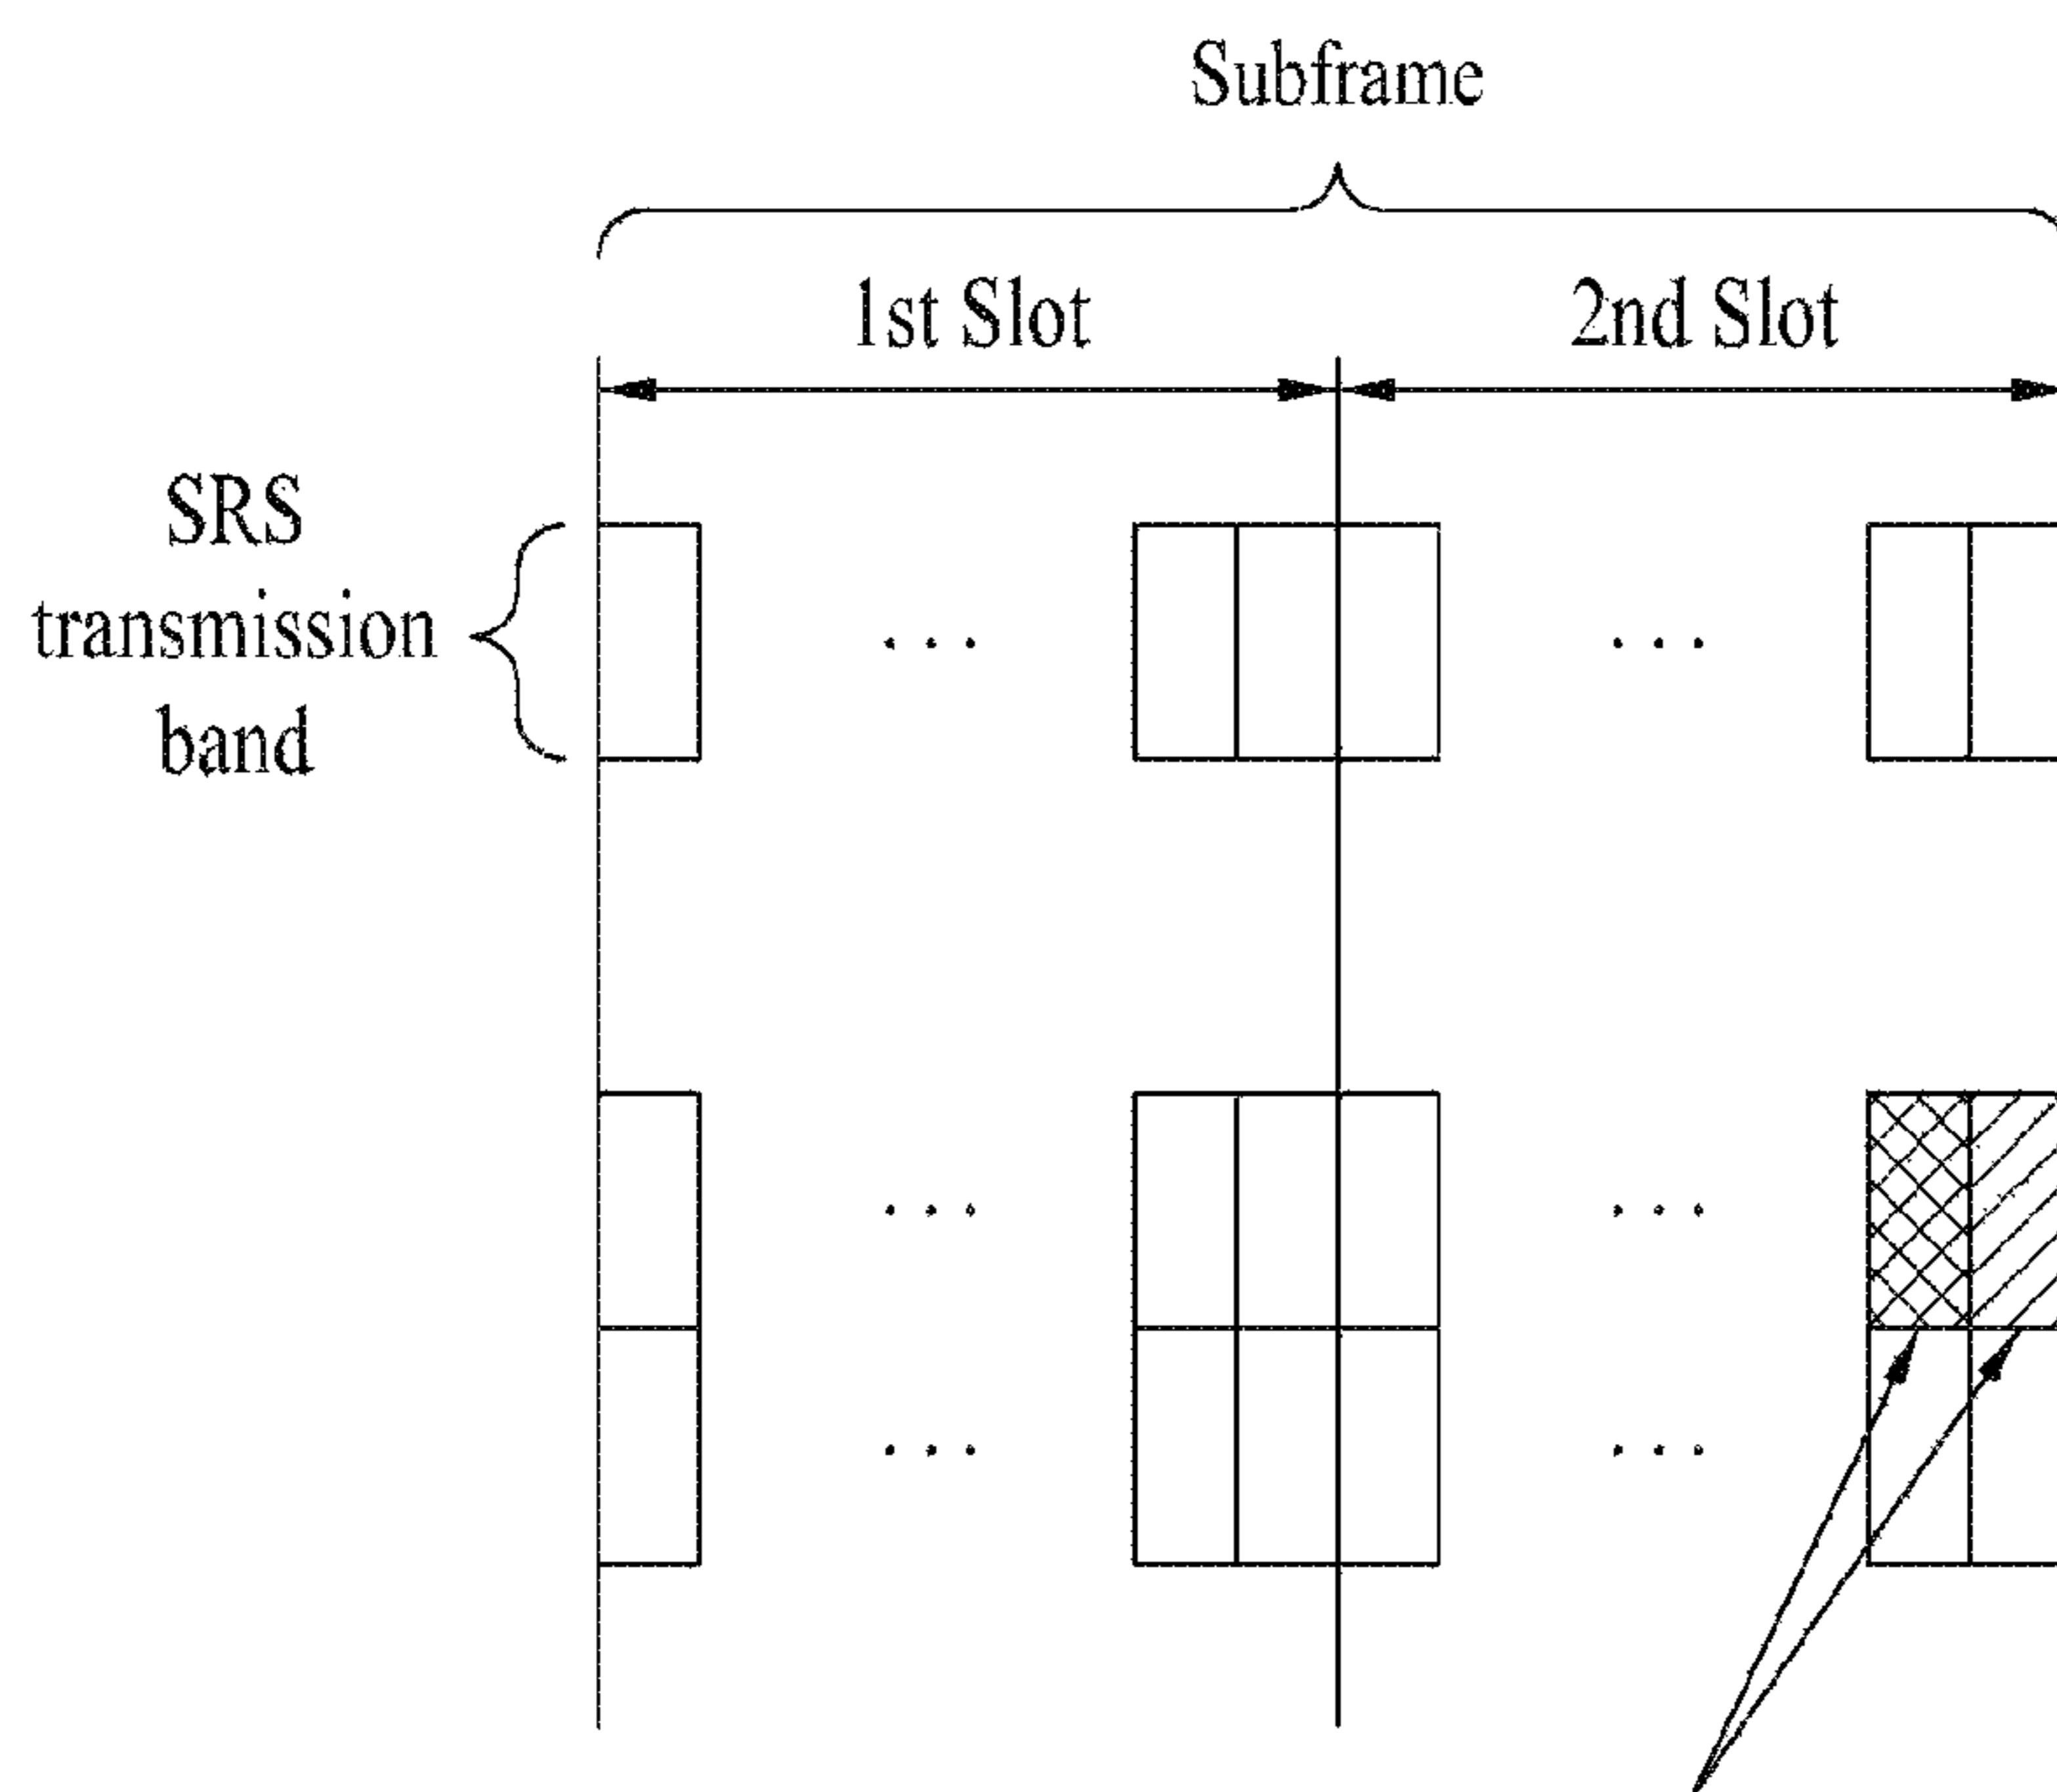 Subframe
1st Slot
2nd Slot
SRS
transmission
band